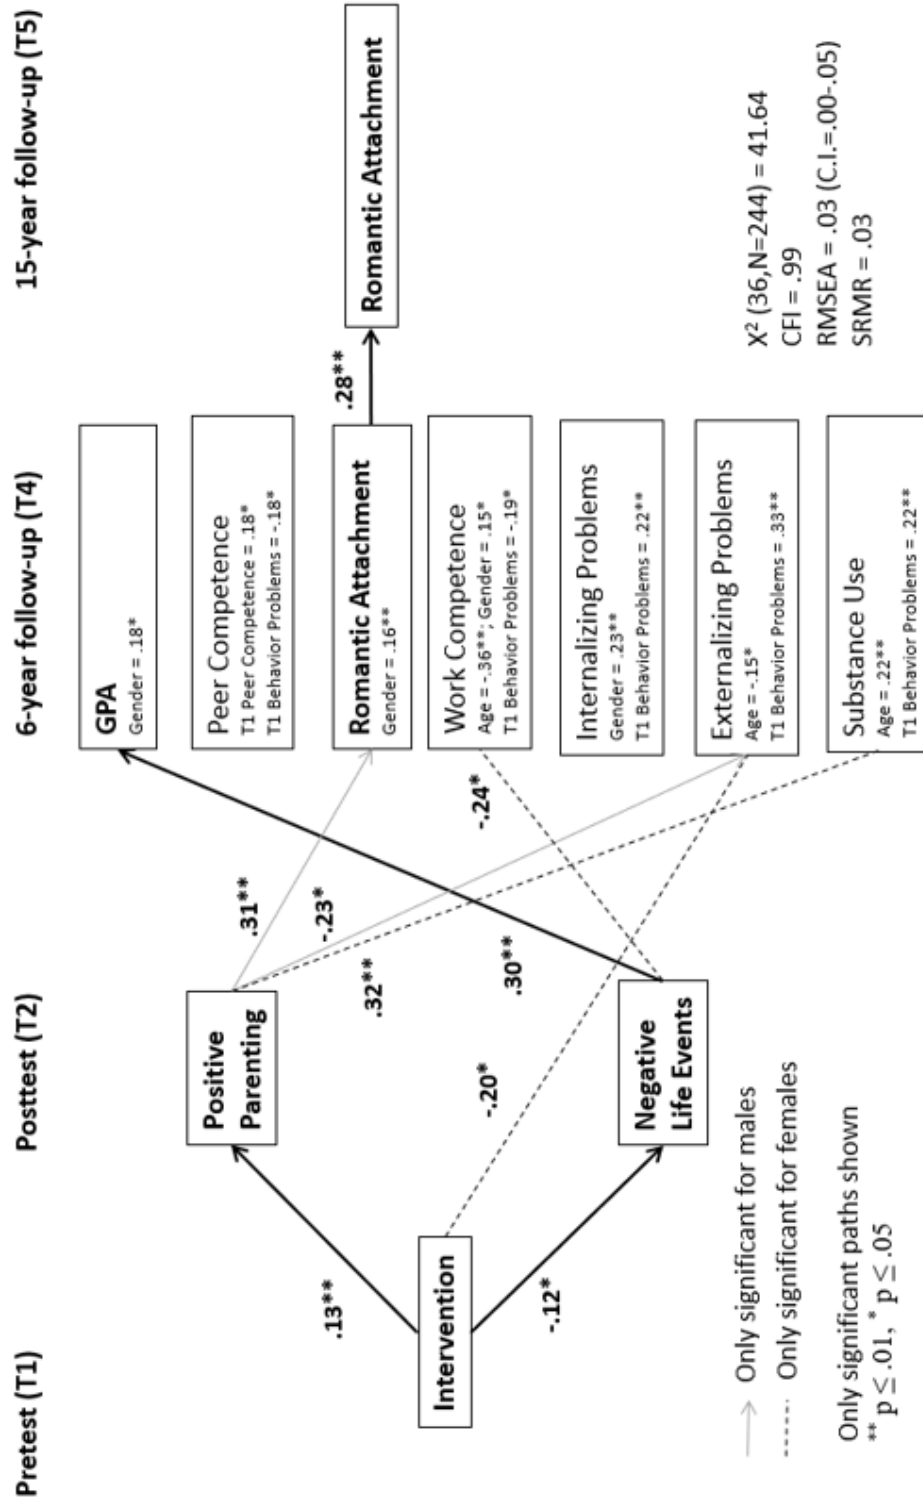 Pretest (T1)
Posttest (T2)
6-year follow-up (T4)
15-year follow-up (T5)
Intervention
.13**
-.12*
-.20*
Positive
Parenting
Negative
Life Events
.31**
-.23*
.32**
.30**
-.24*
GPA
Gender = .18*
Peer Competence
T1 Peer Competence = .18*
T1 Behavior Problems = -.18*
Romantic Attachment
Gender = .16**
Work Competence
Age = -.36**; Gender = .15*
T1 Behavior Problems = -.19*
Internalizing Problems
Gender = .23**
T1 Behavior Problems = .22**
Externalizing Problems
Age = -.15*
T1 Behavior Problems = .33**
Substance Use
Age = .22**
T1 Behavior Problems = .22**
.28**
Romantic Attachment
Only significant for males
Only significant for females
Only significant paths shown
** p ≤ .01, * p ≤ .05
X² (36,N=244) = 41.64
CFI = .99
RMSEA = .03 (C.I.=.00-.05)
SRMR = .03